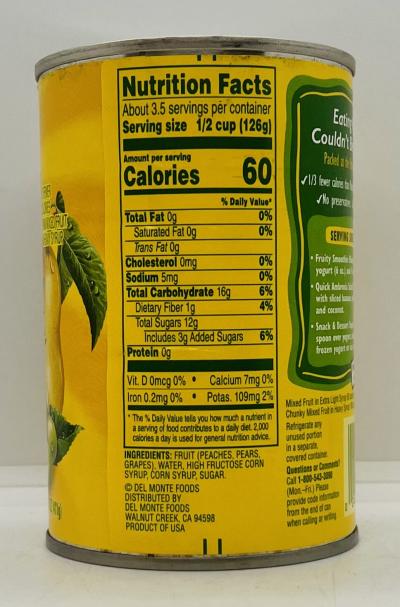 Nutrition Facts
About 3.5 servings per container
Serving size 1/2 cup (126g)
Amount per serving
Calories 60
% Daily Value*
Total Fat 0g 0%
Saturated Fat 0g 0%
Trans Fat 0g
Cholesterol 0mg 0%
Sodium 5mg 0%
Total Carbohydrate 16g 6%
Dietary Fiber 1g 4%
Total Sugars 12g
Includes 3g Added Sugars 6%
Protein 0g
Vit. D 0mcg 0% • Calcium 7mg 0%
Iron 0.2mg 0% • Potas. 109mg 2%
* The % Daily Value tells you how much a nutrient in
a serving of food contributes to a daily diet. 2,000
calories a day is used for general nutrition advice.
INGREDIENTS: FRUIT (PEACHES, PEARS,
GRAPES), WATER, HIGH FRUCTOSE CORN
SYRUP, CORN SYRUP, SUGAR.
© DEL MONTE FOODS
DISTRIBUTED BY
DEL MONTE FOODS
WALNUT CREEK, CA 94598
PRODUCT OF USA
Eating
Couldn't
Packed
✓1/3 fewer calories
✓No preservatives
SERVING
• Fruity Smoothie
yogurt (6 oz.)
• Quick Ambrosia
with sliced
and coconut.
• Snack & Dessert
spoon over
frozen yogurt
Mixed Fruit in Extra Light Syrup
Chunky Mixed Fruit in Heavy Syrup
Refrigerate any
unused portion
in a separate,
covered container.
Questions or Comments?
Call 1-800-543-3090
(Mon.-Fri.) Please
provide code information
from the end of can
when calling or writing